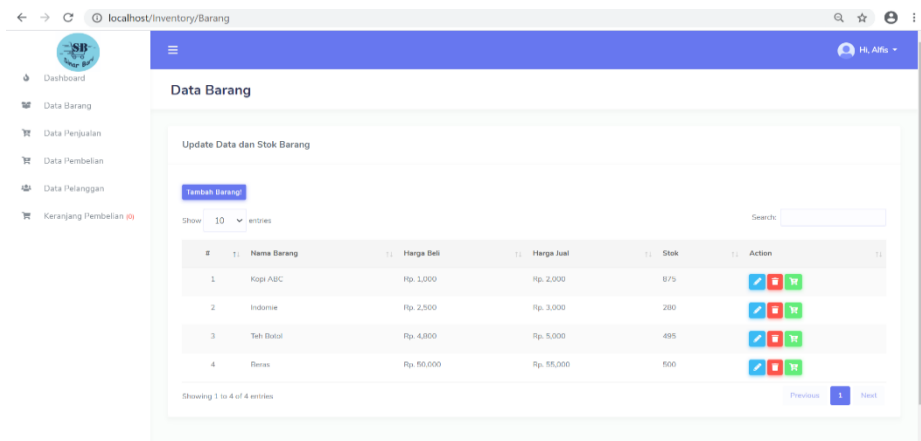 localhost/Inventory/Barang
SB
Sinar Baru
Hi, Alfis
Dashboard
Data Barang
Data Penjualan
Data Pembelian
Data Pelanggan
Keranjang Pembelian (0)
Data Barang
Update Data dan Stok Barang
Tambah Barang!
Show 10 entries
Search:
# Nama Barang Harga Beli Harga Jual Stok Action
1 Kopi ABC Rp. 1,000 Rp. 2,000 875
2 Indomie Rp. 2,500 Rp. 3,000 280
3 Teh Botol Rp. 4,000 Rp. 5,000 495
4 Beras Rp. 50,000 Rp. 55,000 500
Showing 1 to 4 of 4 entries
Previous 1 Next